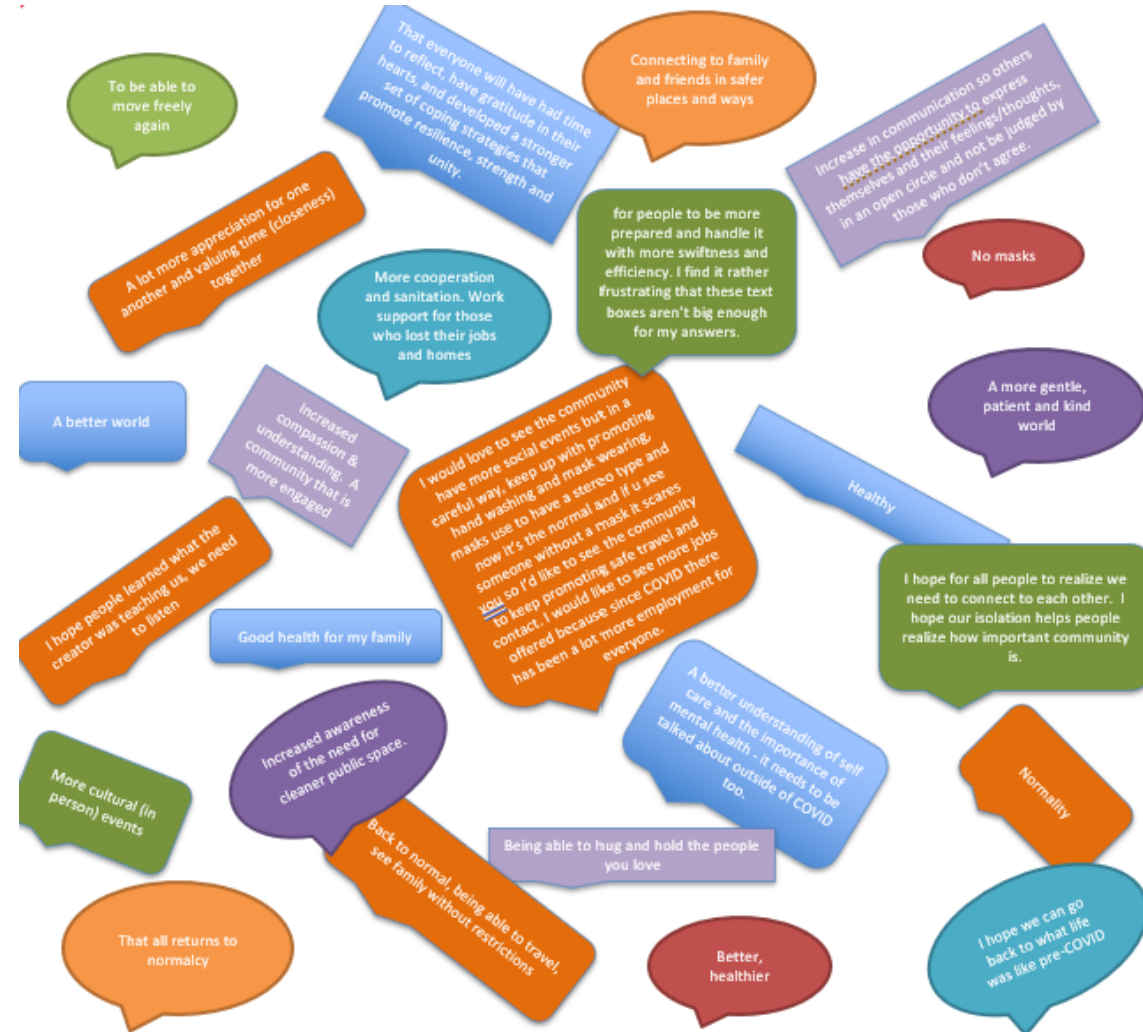 To be able to
move freely
again
That everyone will have had time
to reflect, have gratitude in their
hearts, and developed a stronger
set of coping strategies that
promote resilience, strength and
unity.
Connecting to family
and friends in safer
places and ways
Increase in communication so others
have the opportunity to express
themselves and their feelings/thoughts,
in an open circle and not be judged by
those who don't agree.
A lot more appreciation for one
another and valuing time (closeness)
together
for people to be more
prepared and handle it
with more swiftness and
efficiency. I find it rather
frustrating that these text
boxes aren't big enough
for my answers.
No masks
More cooperation
and sanitation. Work
support for those
who lost their jobs
and homes
A better world
Increased
compassion &
understanding. A
community that is
more engaged
I would love to see the community
have more social events but in a
careful way, keep up with promoting
hand washing and mask wearing,
masks use to have a stereo type and
now it's the normal and if u see
someone without a mask it scares
you so I'd like to see the community
to keep promoting safe travel and
contact. I would like to see more jobs
offered because since COVID there
has been a lot more employment for
everyone.
A more gentle,
patient and kind
world
Healthy
I hope people learned what the
creator was teaching us, we need
to listen
Good health for my family
I hope for all people to realize we
need to connect to each other. I
hope our isolation helps people
realize how important community
is.
Increased awareness
of the need for
cleaner public space.
A better understanding of self
care and the importance of
mental health - it needs to be
talked about outside of COVID
too.
Normality
More cultural (in
person) events
Back to normal, being able to travel,
see family without restrictions
Being able to hug and hold the people
you love
That all returns to
normalcy
Better,
healthier
I hope we can go
back to what life
was like pre-COVID